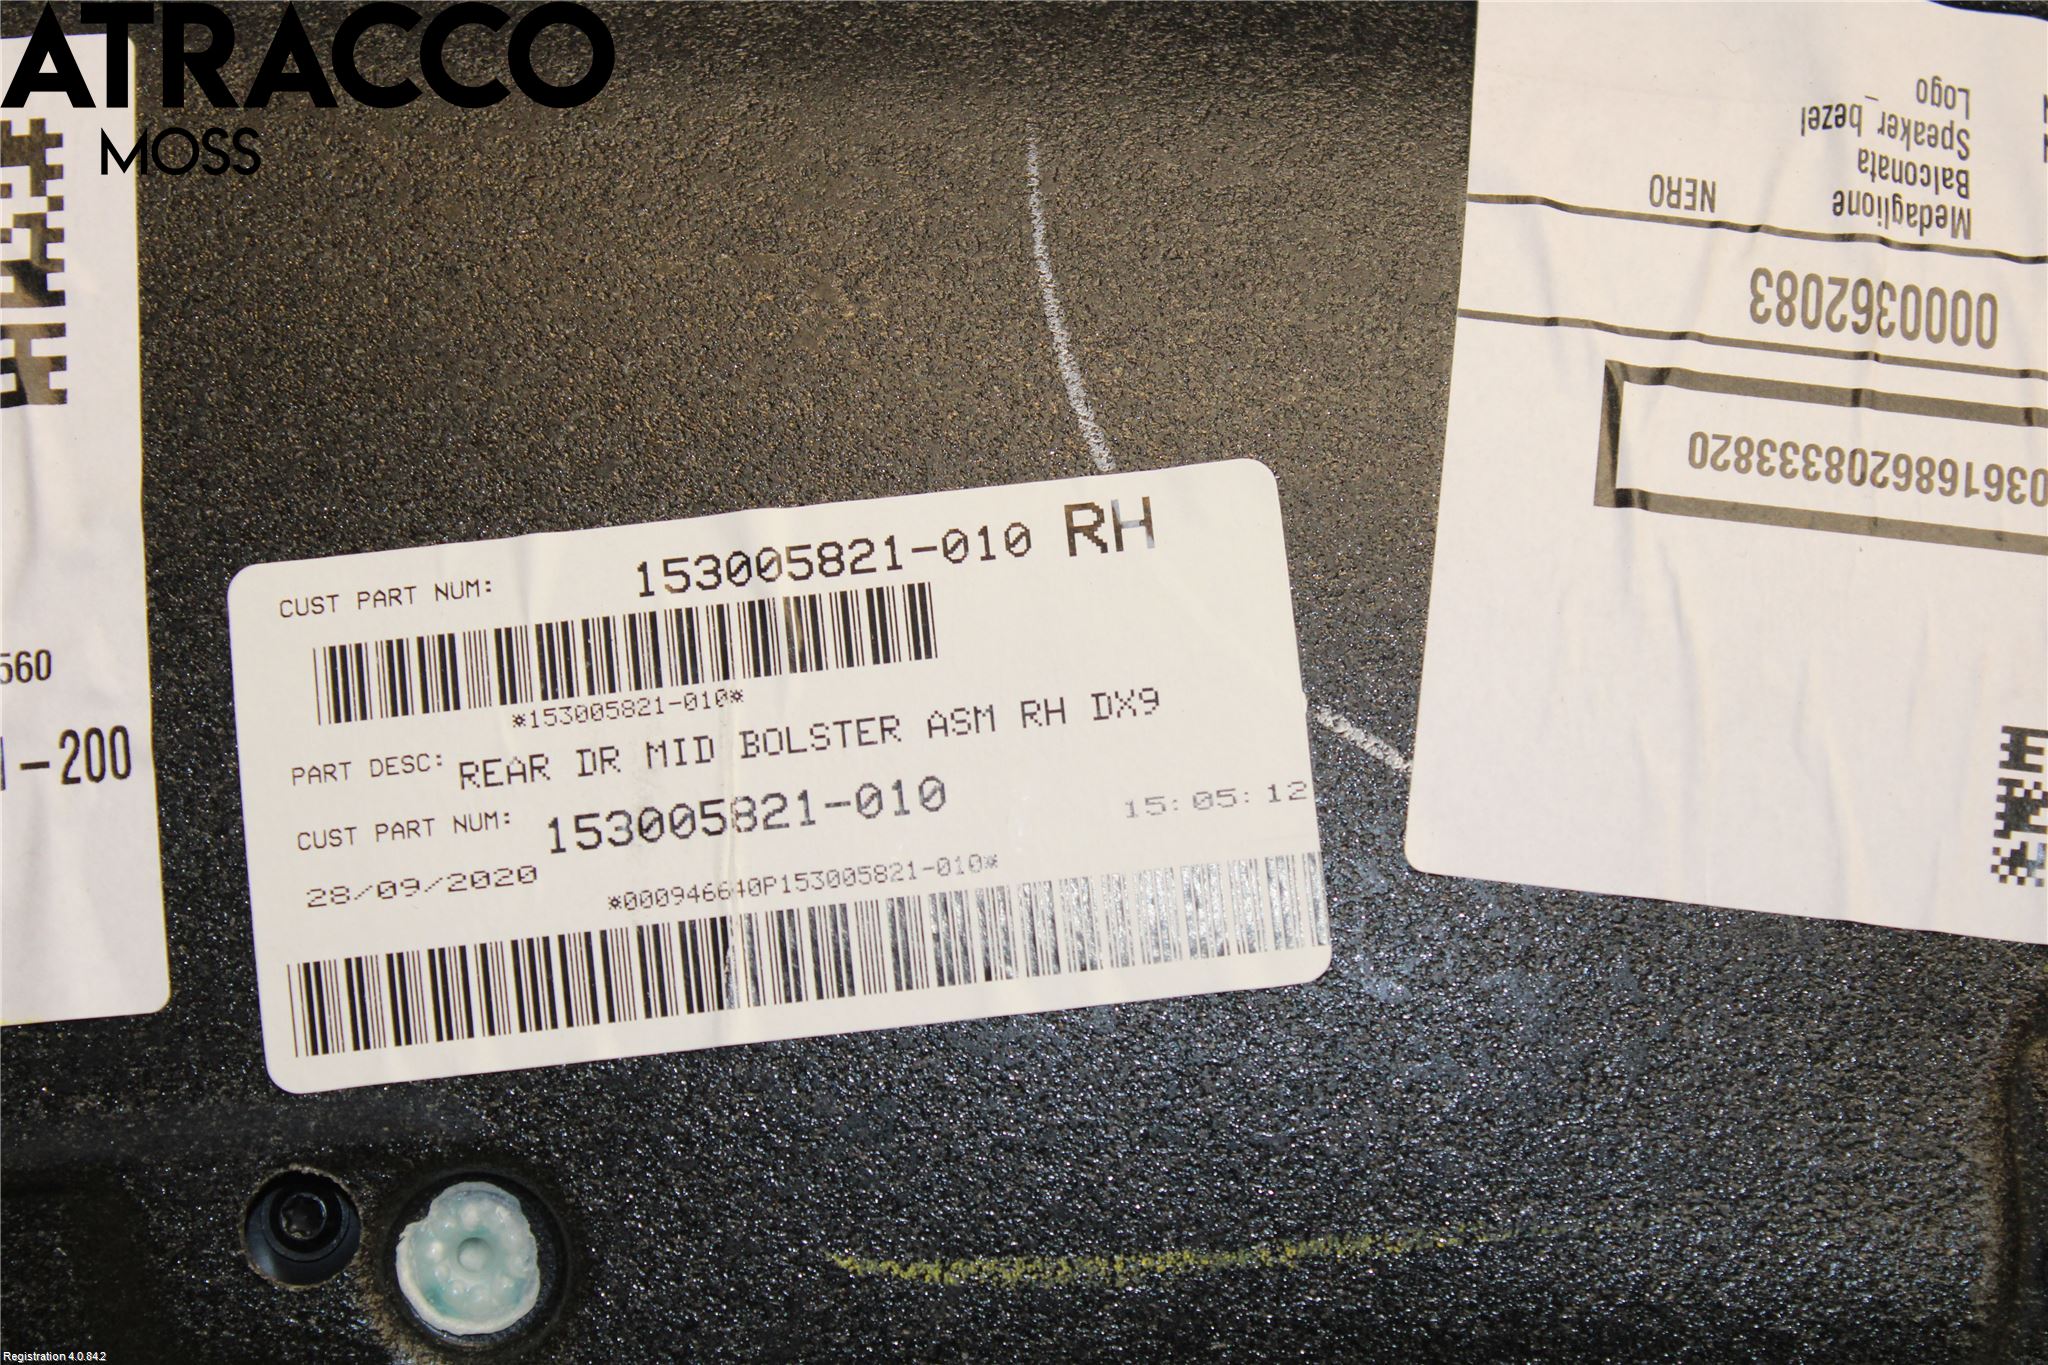 ATRACCO
MOSS
560
-200
CUST PART NUM: 153005821-010 RH
*153005821-010*
PART DESC: REAR DR MID BOLSTER ASM RH DX9
CUST PART NUM: 153005821-010 15:05:12
28/09/2020
*000946640P153005821-010*
03616862083333820
0000362083
Medaglione NERO
Balconata
Speaker bezel
_
Logo
Registration 4.0.84.2